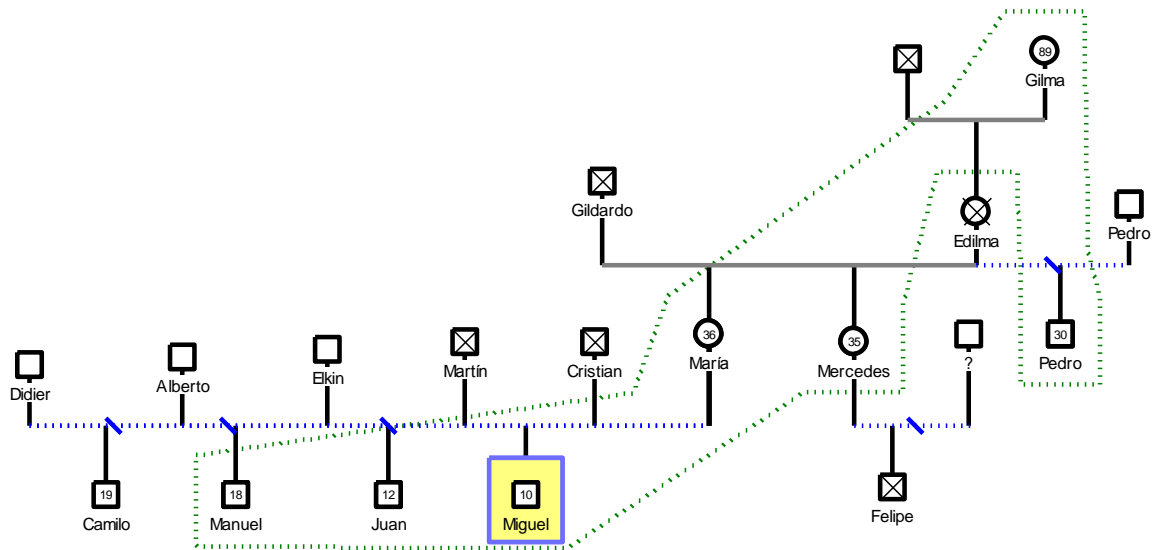 89
Gilma
Gildardo
Edilma
Pedro
36
María
35
Mercedes
?
30
Pedro
Didier
Alberto
Elkin
Martín
Cristian
19
Camilo
18
Manuel
12
Juan
10
Miguel
Felipe